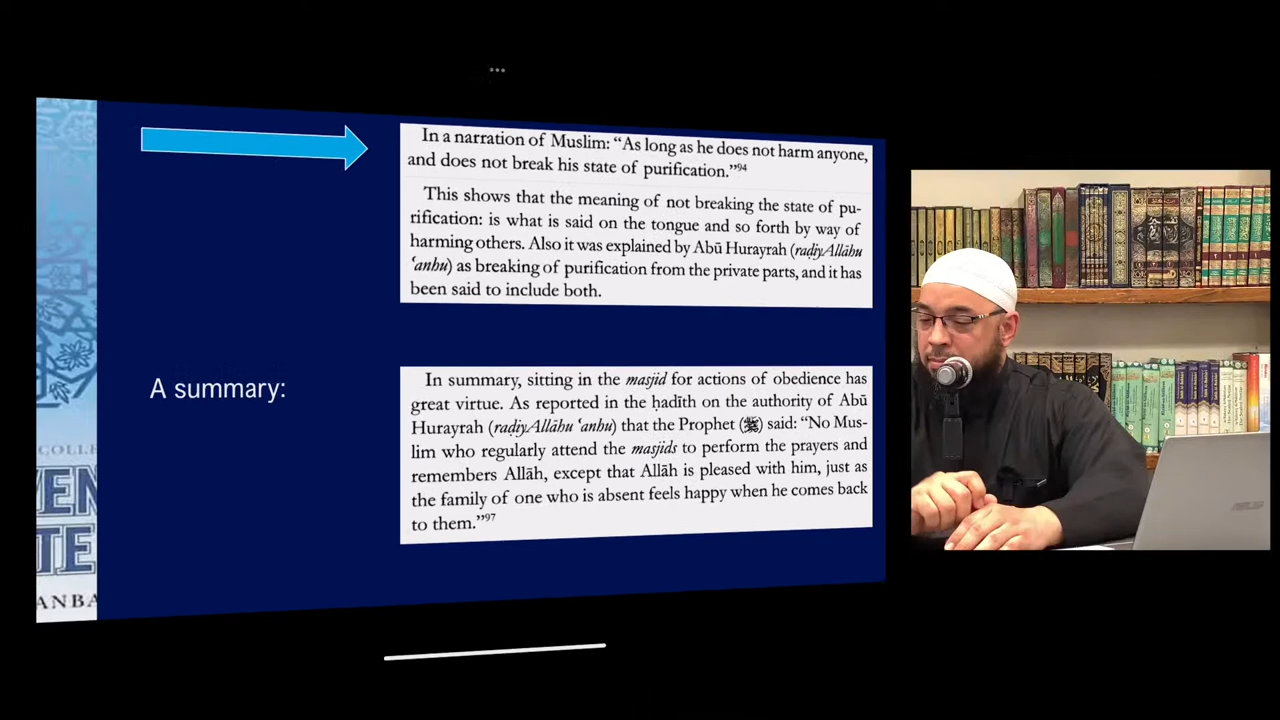 In a narration of Muslim: “As long as he does not harm anyone,
and does not break his state of purification.”94
This shows that the meaning of not breaking the state of pu-
rification: is what is said on the tongue and so forth by way of
harming others. Also it was explained by Abū Hurayrah (raḍiyAllāhu
‘anhu) as breaking of purification from the private parts, and it has
been said to include both.
A summary:
In summary, sitting in the masjid for actions of obedience has
great virtue. As reported in the ḥadīth on the authority of Abū
Hurayrah (raḍiyAllāhu ‘anhu) that the Prophet (ﷺ) said: “No Mus-
lim who regularly attend the masjids to perform the prayers and
remembers Allāh, except that Allāh is pleased with him, just as
the family of one who is absent feels happy when he comes back
to them.”97
COLLE
VEN
TE
ANBA
ASUS